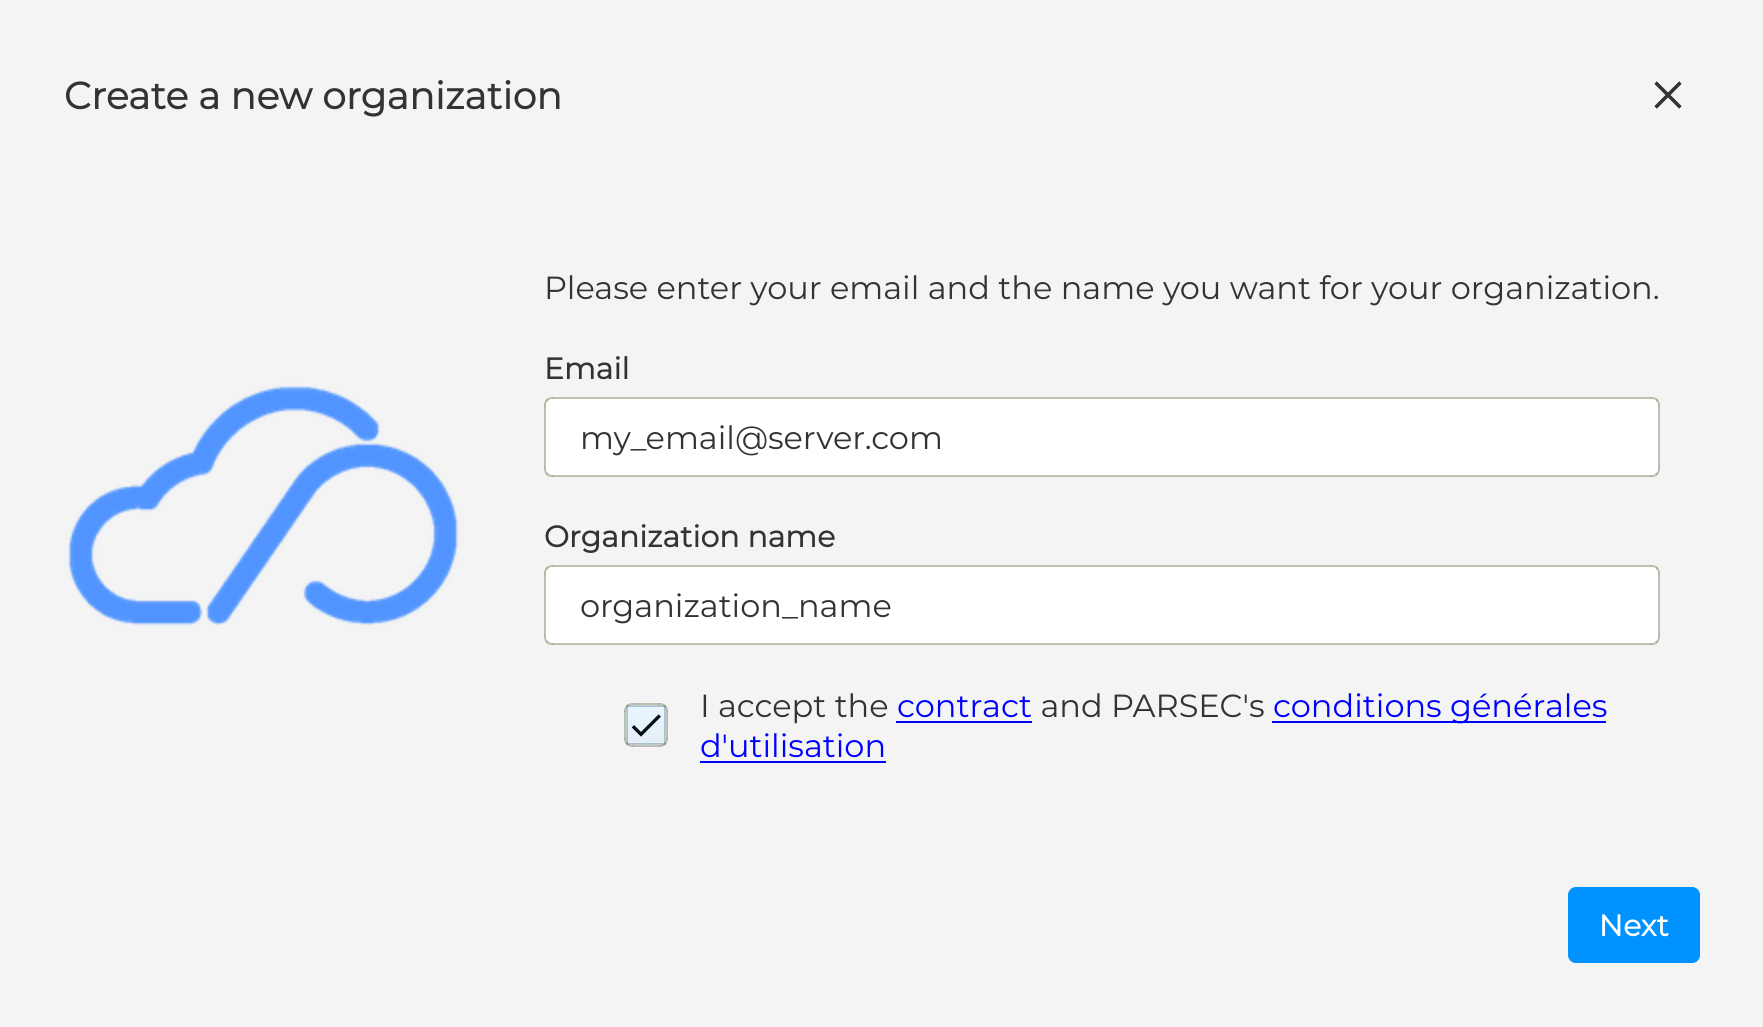 Create a new organization
Please enter your email and the name you want for your organization.
Email
my_email@server.com
Organization name
organization_name
I accept the contract and PARSEC's conditions générales
d'utilisation
Next